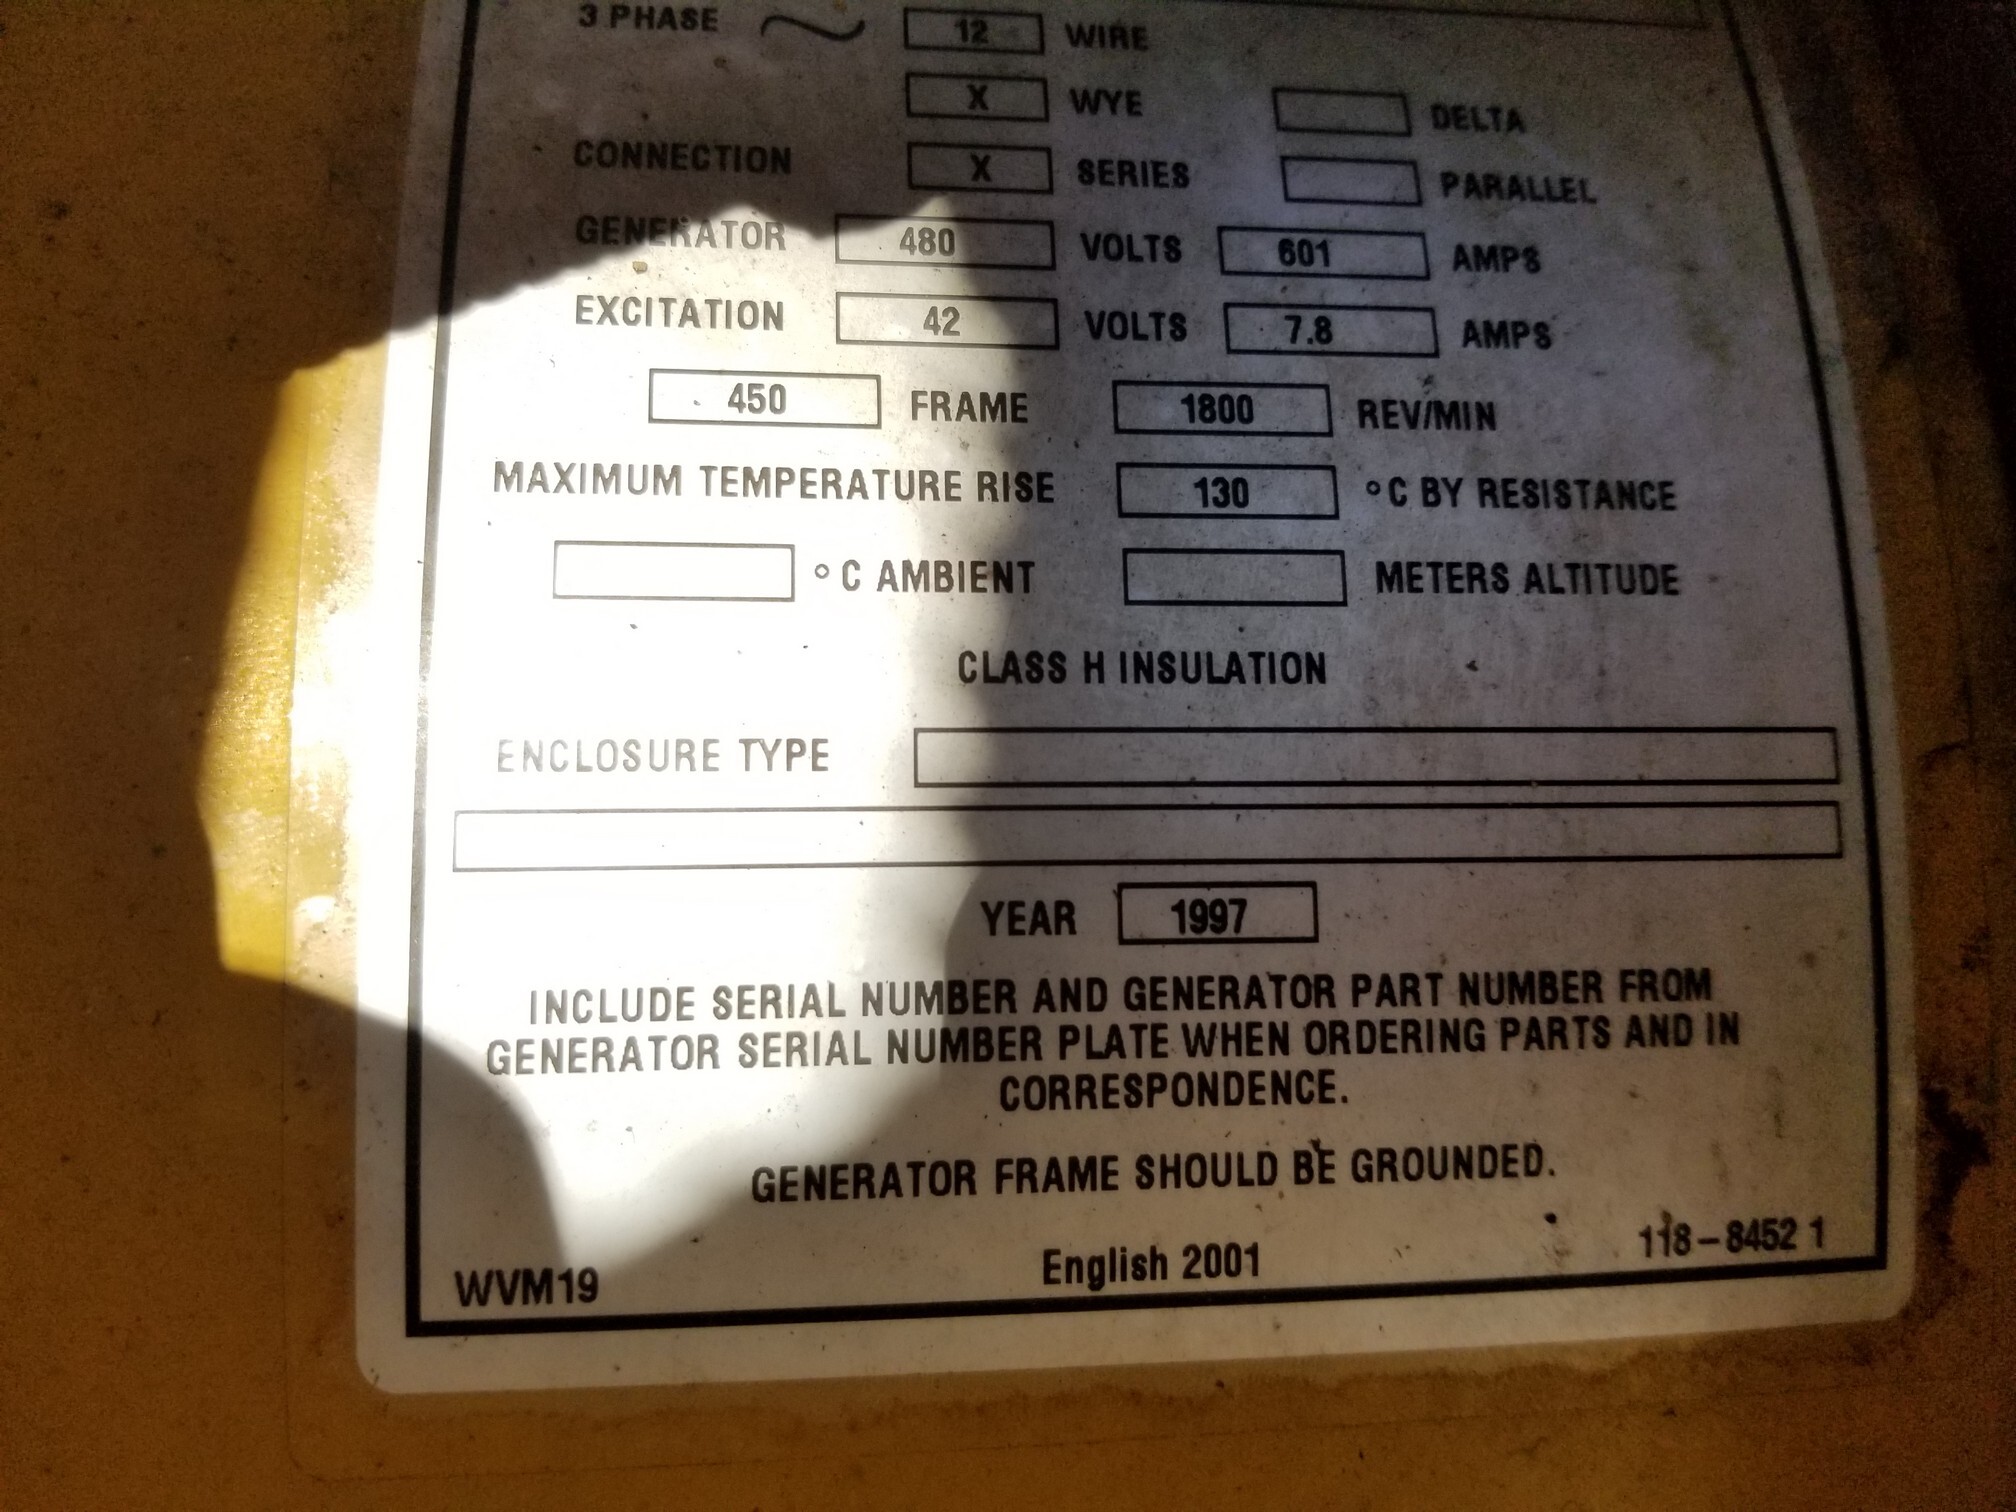 3 PHASE ~ 12 WIRE
X WYE DELTA
CONNECTION X SERIES PARALLEL
GENERATOR 480 VOLTS 601 AMPS
EXCITATION 42 VOLTS 7.8 AMPS
450 FRAME 1800 REV/MIN
MAXIMUM TEMPERATURE RISE 130 °C BY RESISTANCE
°C AMBIENT METERS ALTITUDE
CLASS H INSULATION
ENCLOSURE TYPE
YEAR 1997
INCLUDE SERIAL NUMBER AND GENERATOR PART NUMBER FROM
GENERATOR SERIAL NUMBER PLATE WHEN ORDERING PARTS AND IN
CORRESPONDENCE.
GENERATOR FRAME SHOULD BE GROUNDED.
WVM19 English 2001 118-8452 1